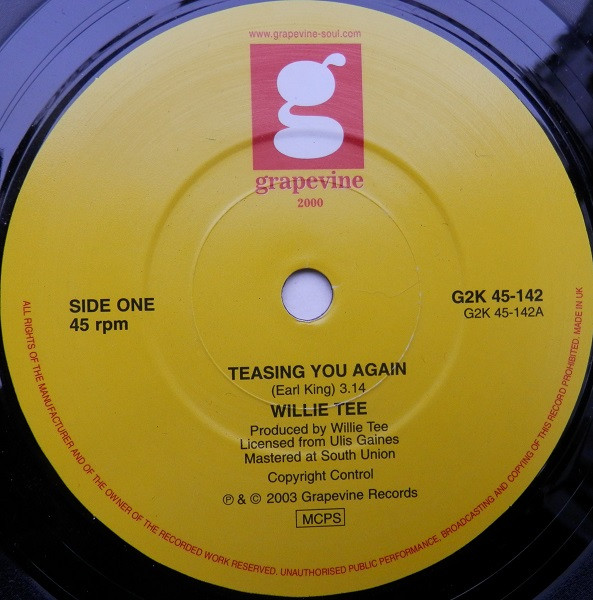 www.grapevine-soul.com
g
grapevine
2000
SIDE ONE
45 rpm
G2K 45-142
G2K 45-142A
TEASING YOU AGAIN
(Earl King) 3.14
WILLIE TEE
Produced by Willie Tee
Licensed from Ulis Gaines
Mastered at South Union
Copyright Control
℗ & © 2003 Grapevine Records
MCPS
ALL RIGHTS OF THE MANUFACTURER AND OF THE OWNER OF THE RECORDED WORK RESERVED. UNAUTHORISED PUBLIC PERFORMANCE, BROADCASTING AND COPYING OF THIS RECORD PROHIBITED. MADE IN UK